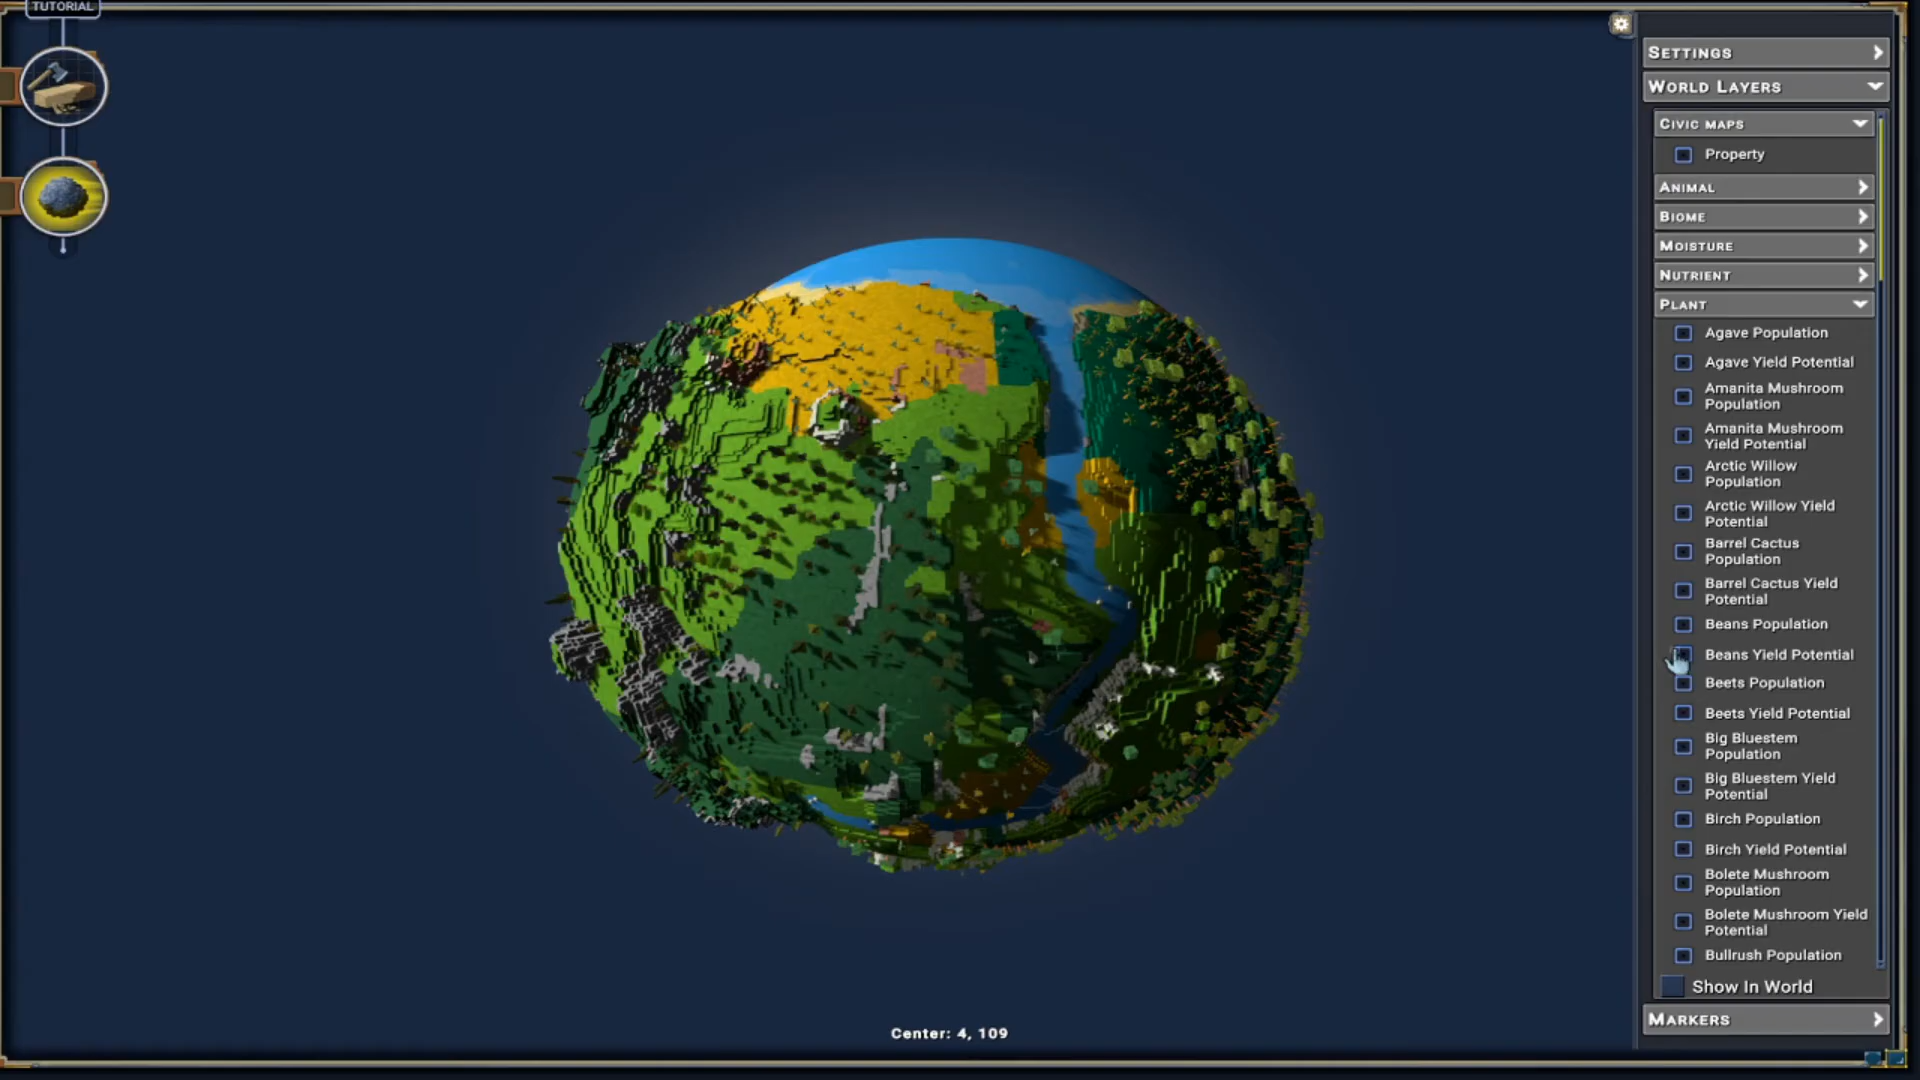 TUTORIAL
SETTINGS
WORLD LAYERS
CIVIC MAPS
Property
ANIMAL
BIOME
MOISTURE
NUTRIENT
PLANT
Agave Population
Agave Yield Potential
Amanita Mushroom
Population
Amanita Mushroom
Yield Potential
Arctic Willow
Population
Arctic Willow Yield
Potential
Barrel Cactus
Population
Barrel Cactus Yield
Potential
Beans Population
Beans Yield Potential
Beets Population
Beets Yield Potential
Big Bluestem
Population
Big Bluestem Yield
Potential
Birch Population
Birch Yield Potential
Bolete Mushroom
Population
Bolete Mushroom Yield
Potential
Bullrush Population
Show In World
MARKERS
Center: 4, 109